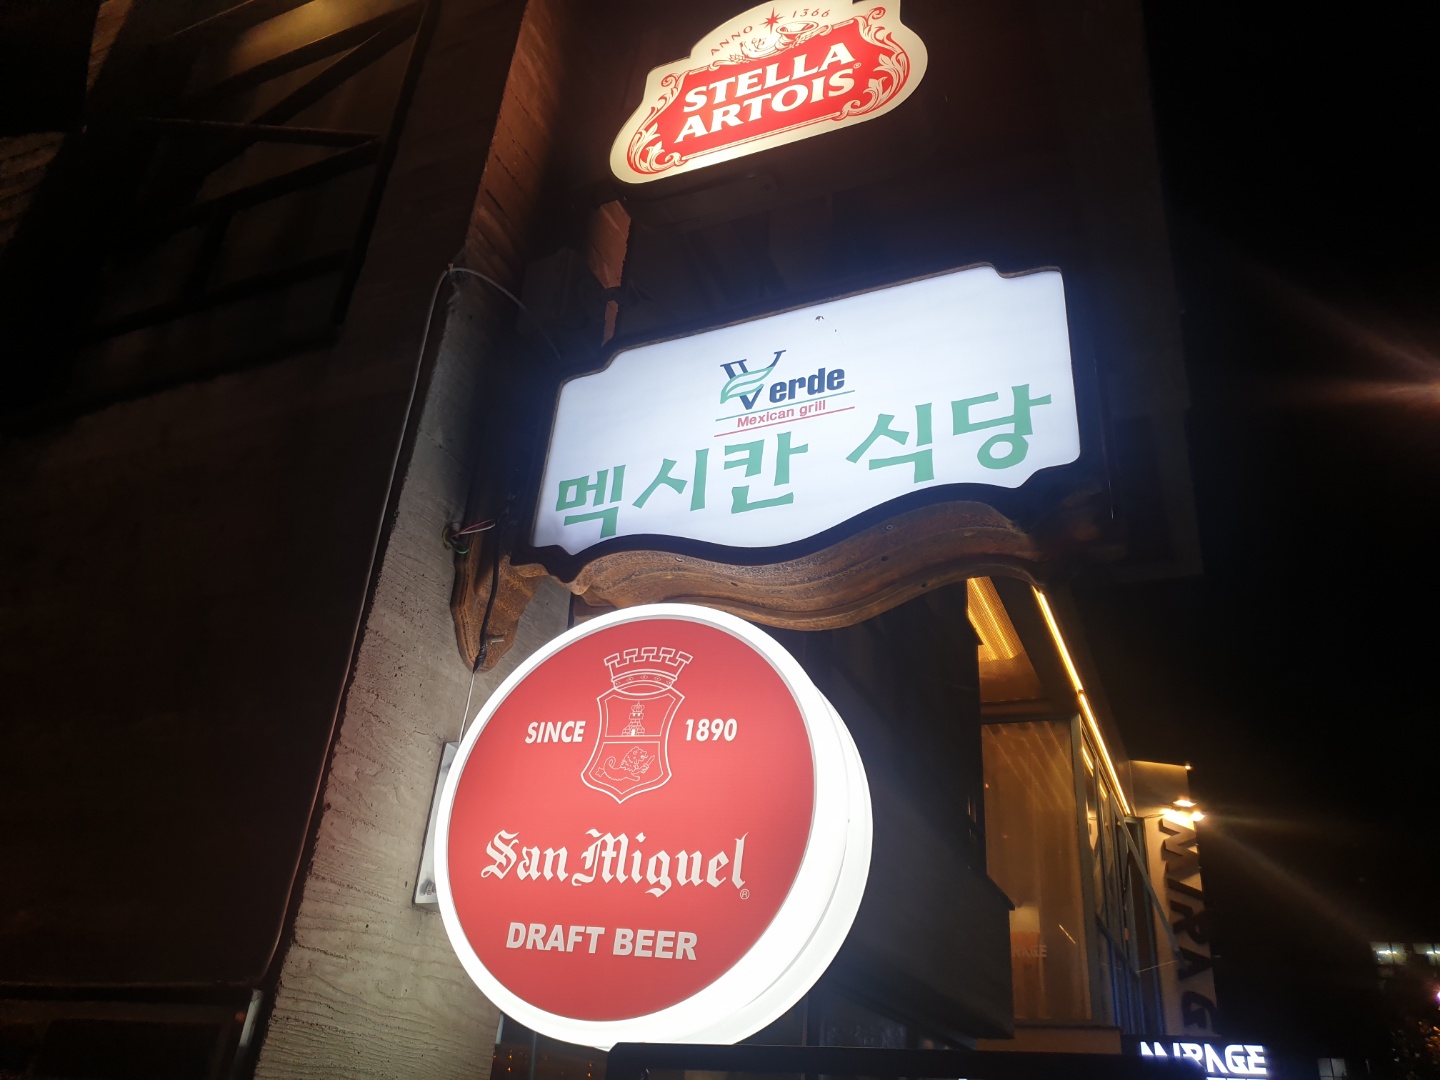 ANNO 1366
STELLA
ARTOIS
Verde
Mexican grill
멕시칸 식당
SINCE 1890
San Miguel
DRAFT BEER
MIRAG
MIRAGE